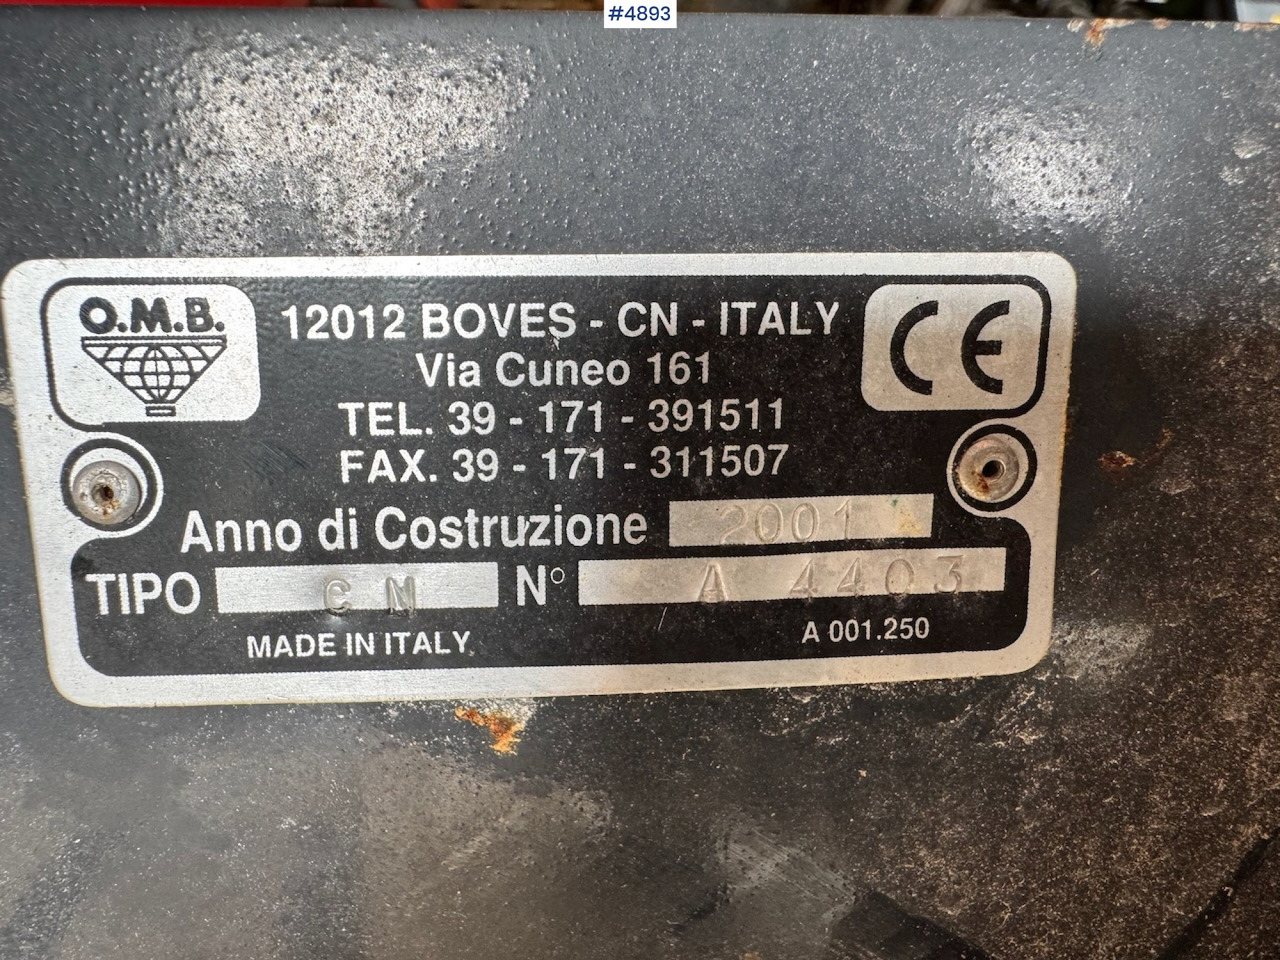 #4893
O.M.B.
12012 BOVES - CN - ITALY
CE
Via Cuneo 161
TEL. 39 - 171 - 391511
FAX. 39 - 171 - 311507
Anno di Costruzione 2001
TIPO CM N° A 4403
MADE IN ITALY
A 001.250